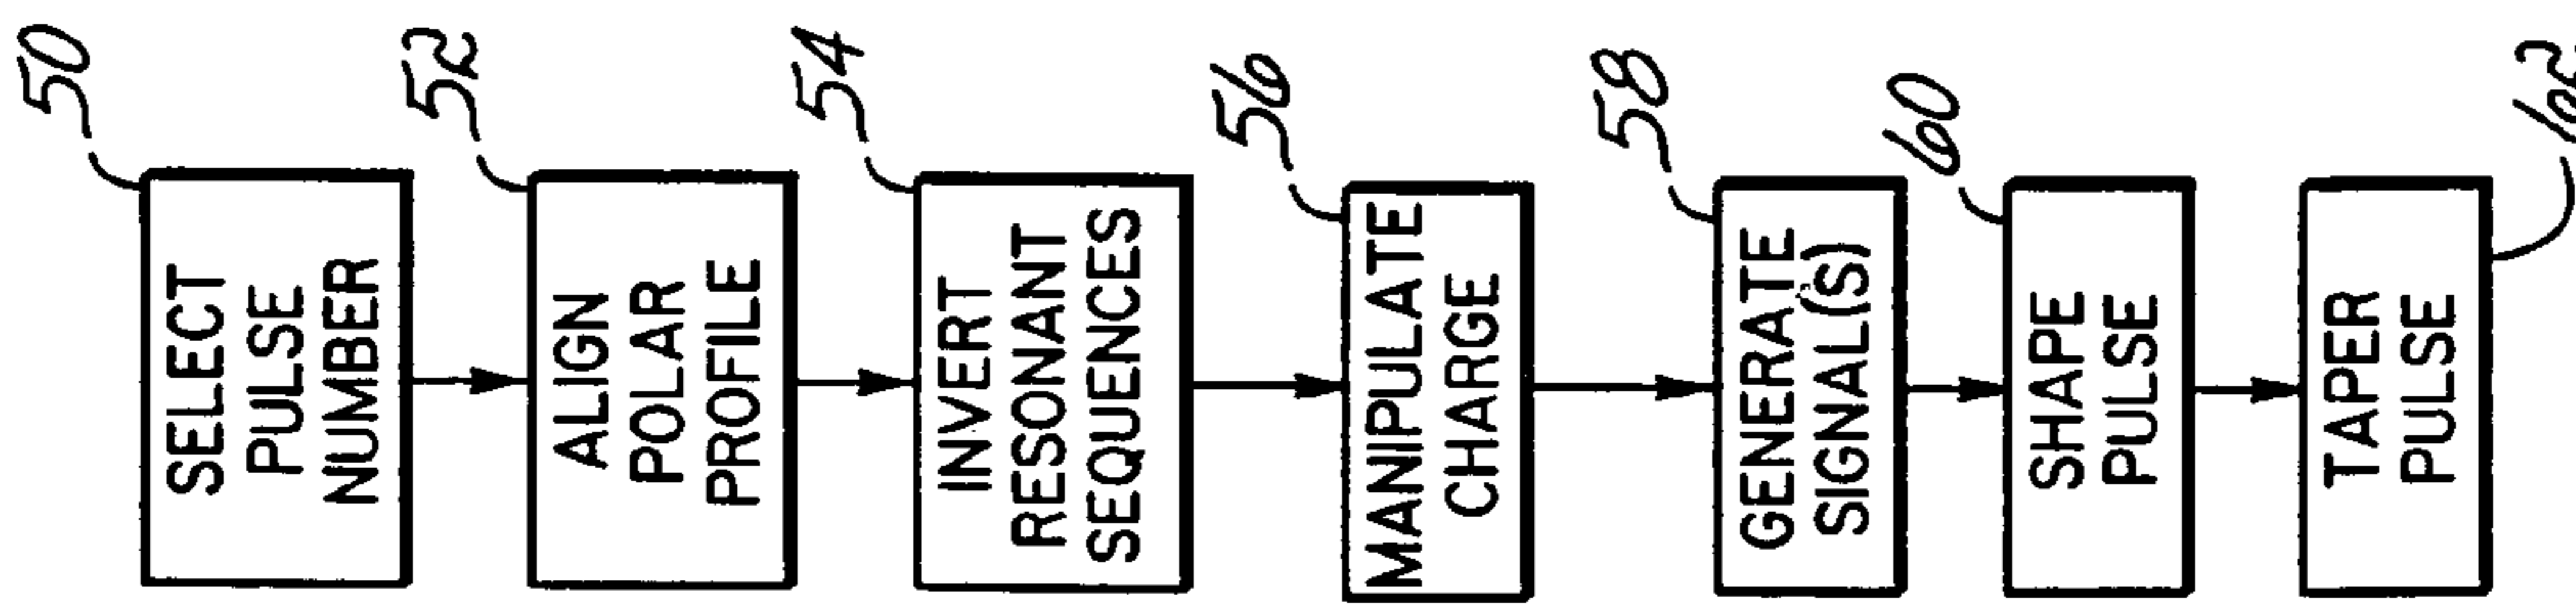 50
SELECT
PULSE
NUMBER
52
ALIGN
POLAR
PROFILE
54
INVERT
RESONANT
SEQUENCES
56
MANIPULATE
CHARGE
58
GENERATE
SIGNAL(S)
60
SHAPE
PULSE
62
TAPER
PULSE